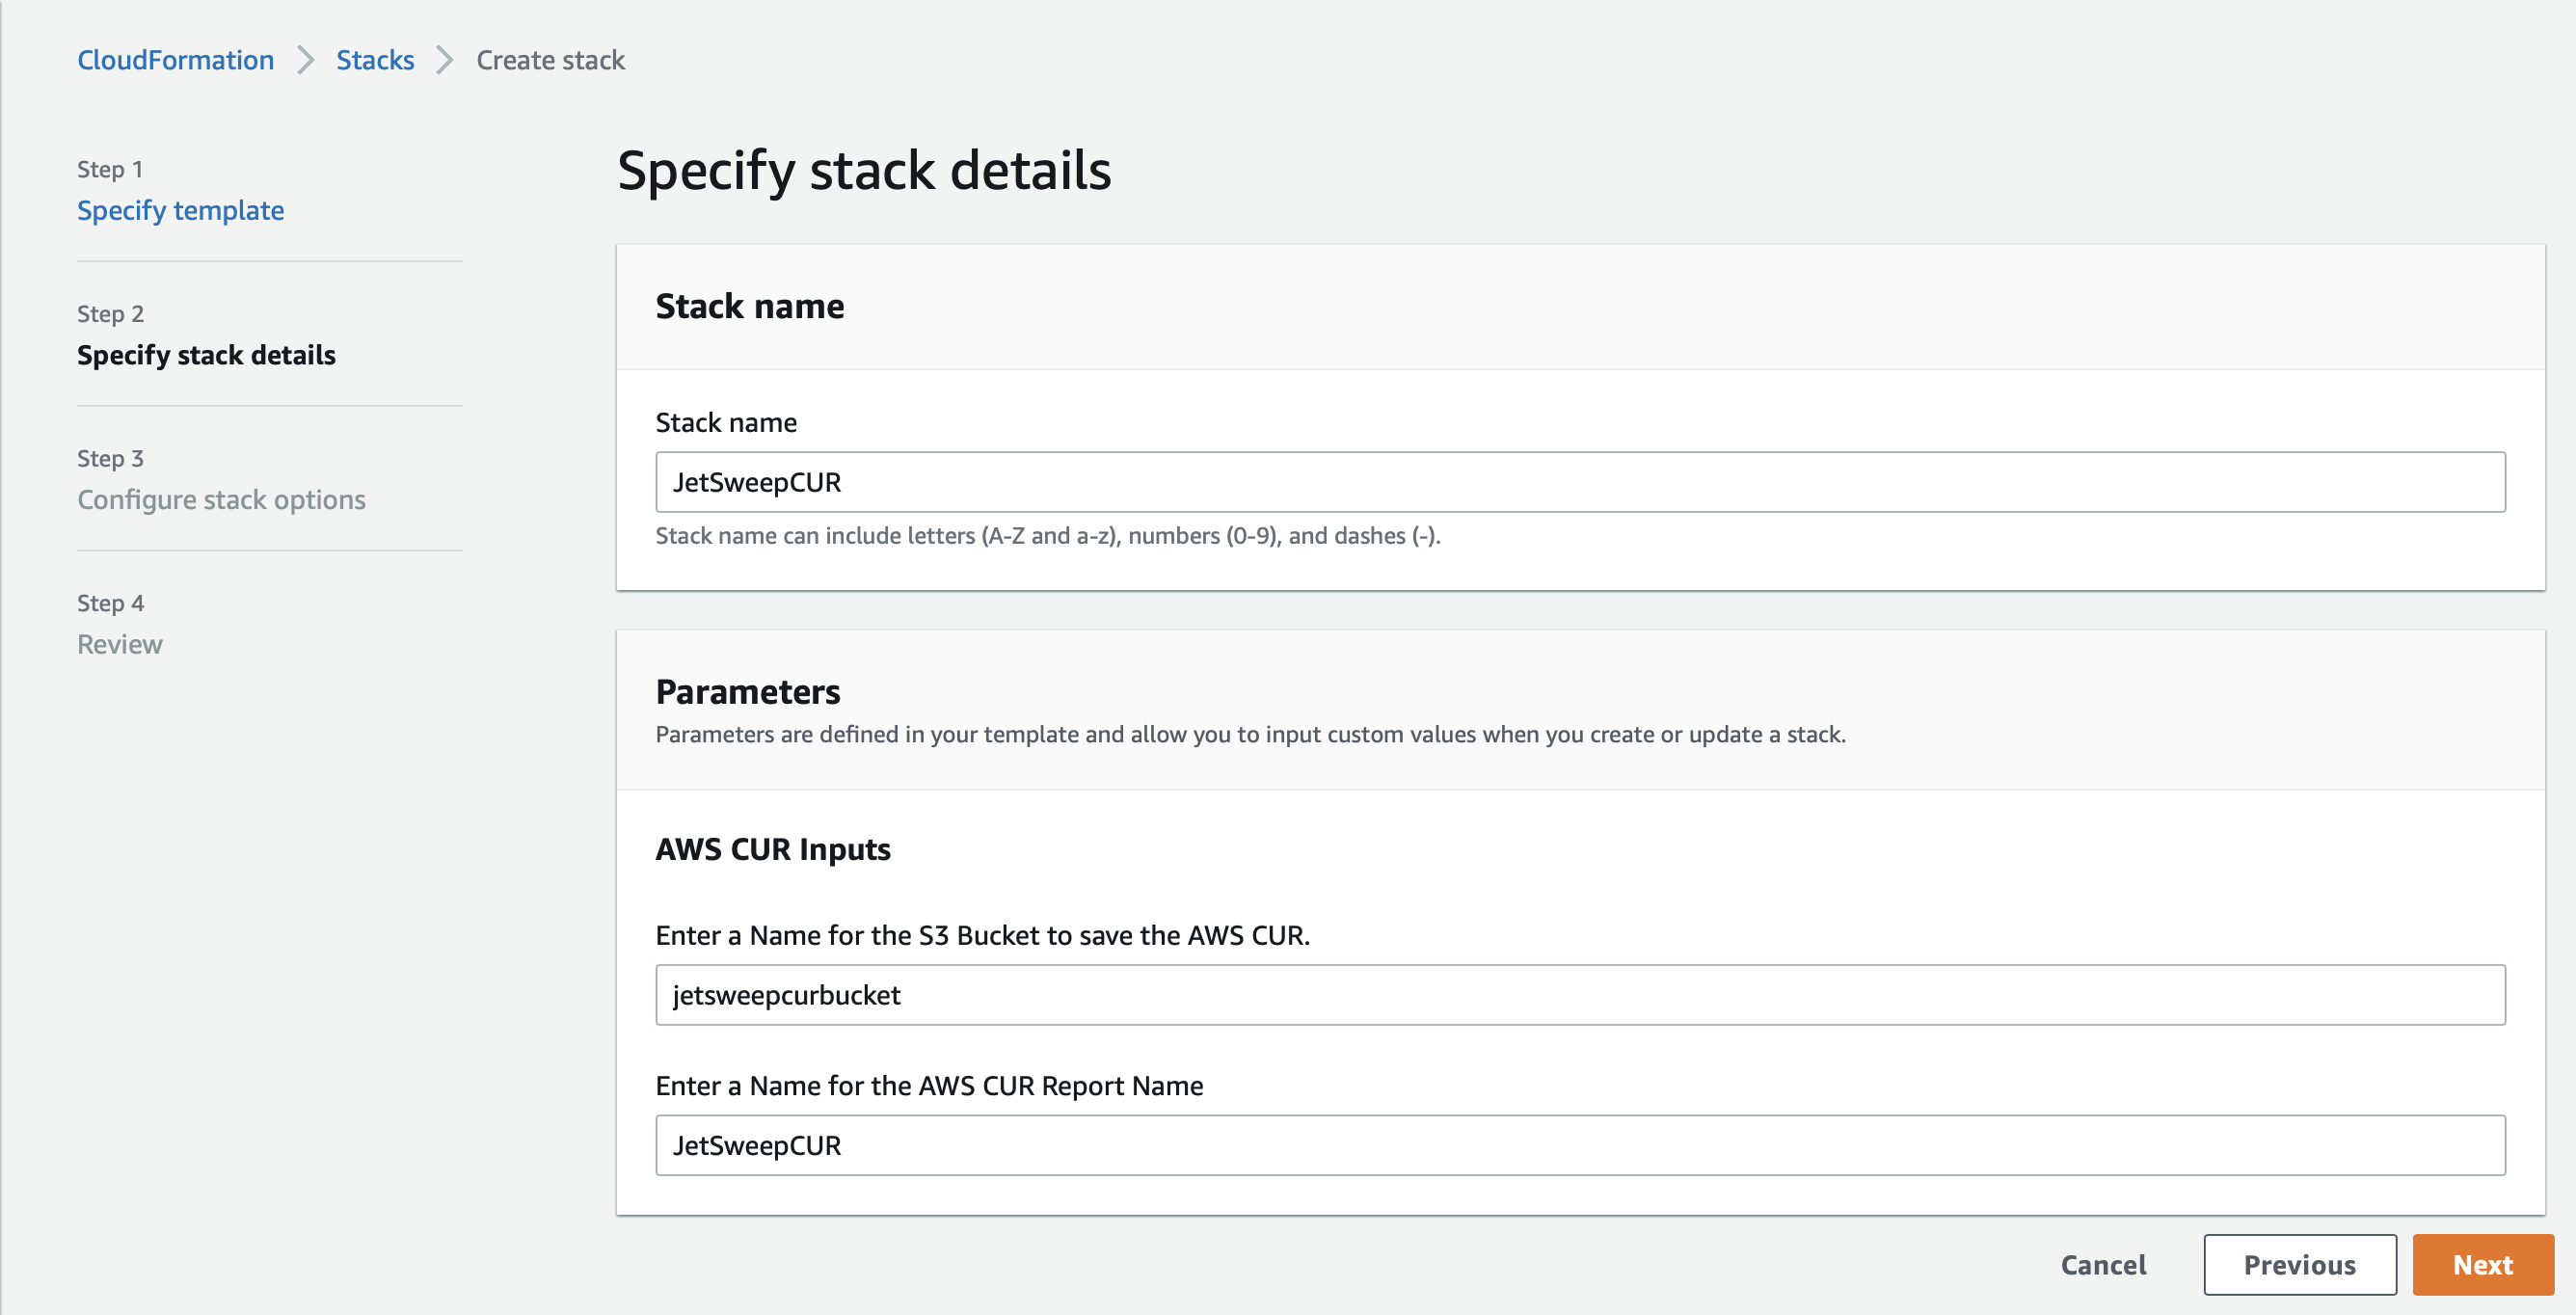 CloudFormation > Stacks > Create stack
Step 1
Specify template
Step 2
Specify stack details
Step 3
Configure stack options
Step 4
Review
Specify stack details
Stack name
Stack name
JetSweepCUR
Stack name can include letters (A-Z and a-z), numbers (0-9), and dashes (-).
Parameters
Parameters are defined in your template and allow you to input custom values when you create or update a stack.
AWS CUR Inputs
Enter a Name for the S3 Bucket to save the AWS CUR.
jetsweepcurbucket
Enter a Name for the AWS CUR Report Name
JetSweepCUR
Cancel Previous Next